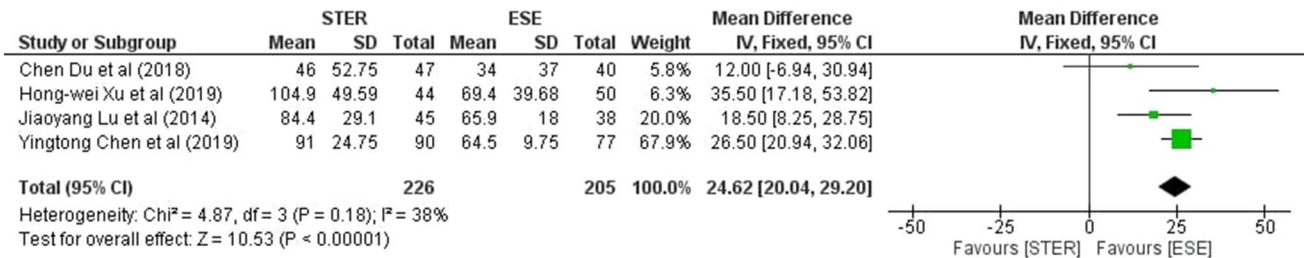 STER ESE Mean Difference Mean Difference
Study or Subgroup Mean SD Total Mean SD Total Weight IV, Fixed, 95% CI IV, Fixed, 95% CI
Chen Du et al (2018) 46 52.75 47 34 37 40 5.8% 12.00 [-6.94, 30.94]
Hong-wei Xu et al (2019) 104.9 49.59 44 69.4 39.68 50 6.3% 35.50 [17.18, 53.82]
Jiaoyang Lu et al (2014) 84.4 29.1 45 65.9 18 38 20.0% 18.50 [8.25, 28.75]
Yingtong Chen et al (2019) 91 24.75 90 64.5 9.75 77 67.9% 26.50 [20.94, 32.06]
Total (95% CI) 226 205 100.0% 24.62 [20.04, 29.20]
Heterogeneity: Chi² = 4.87, df = 3 (P = 0.18); I² = 38%
Test for overall effect: Z = 10.53 (P < 0.00001)
-50 -25 0 25 50
Favours [STER] Favours [ESE]